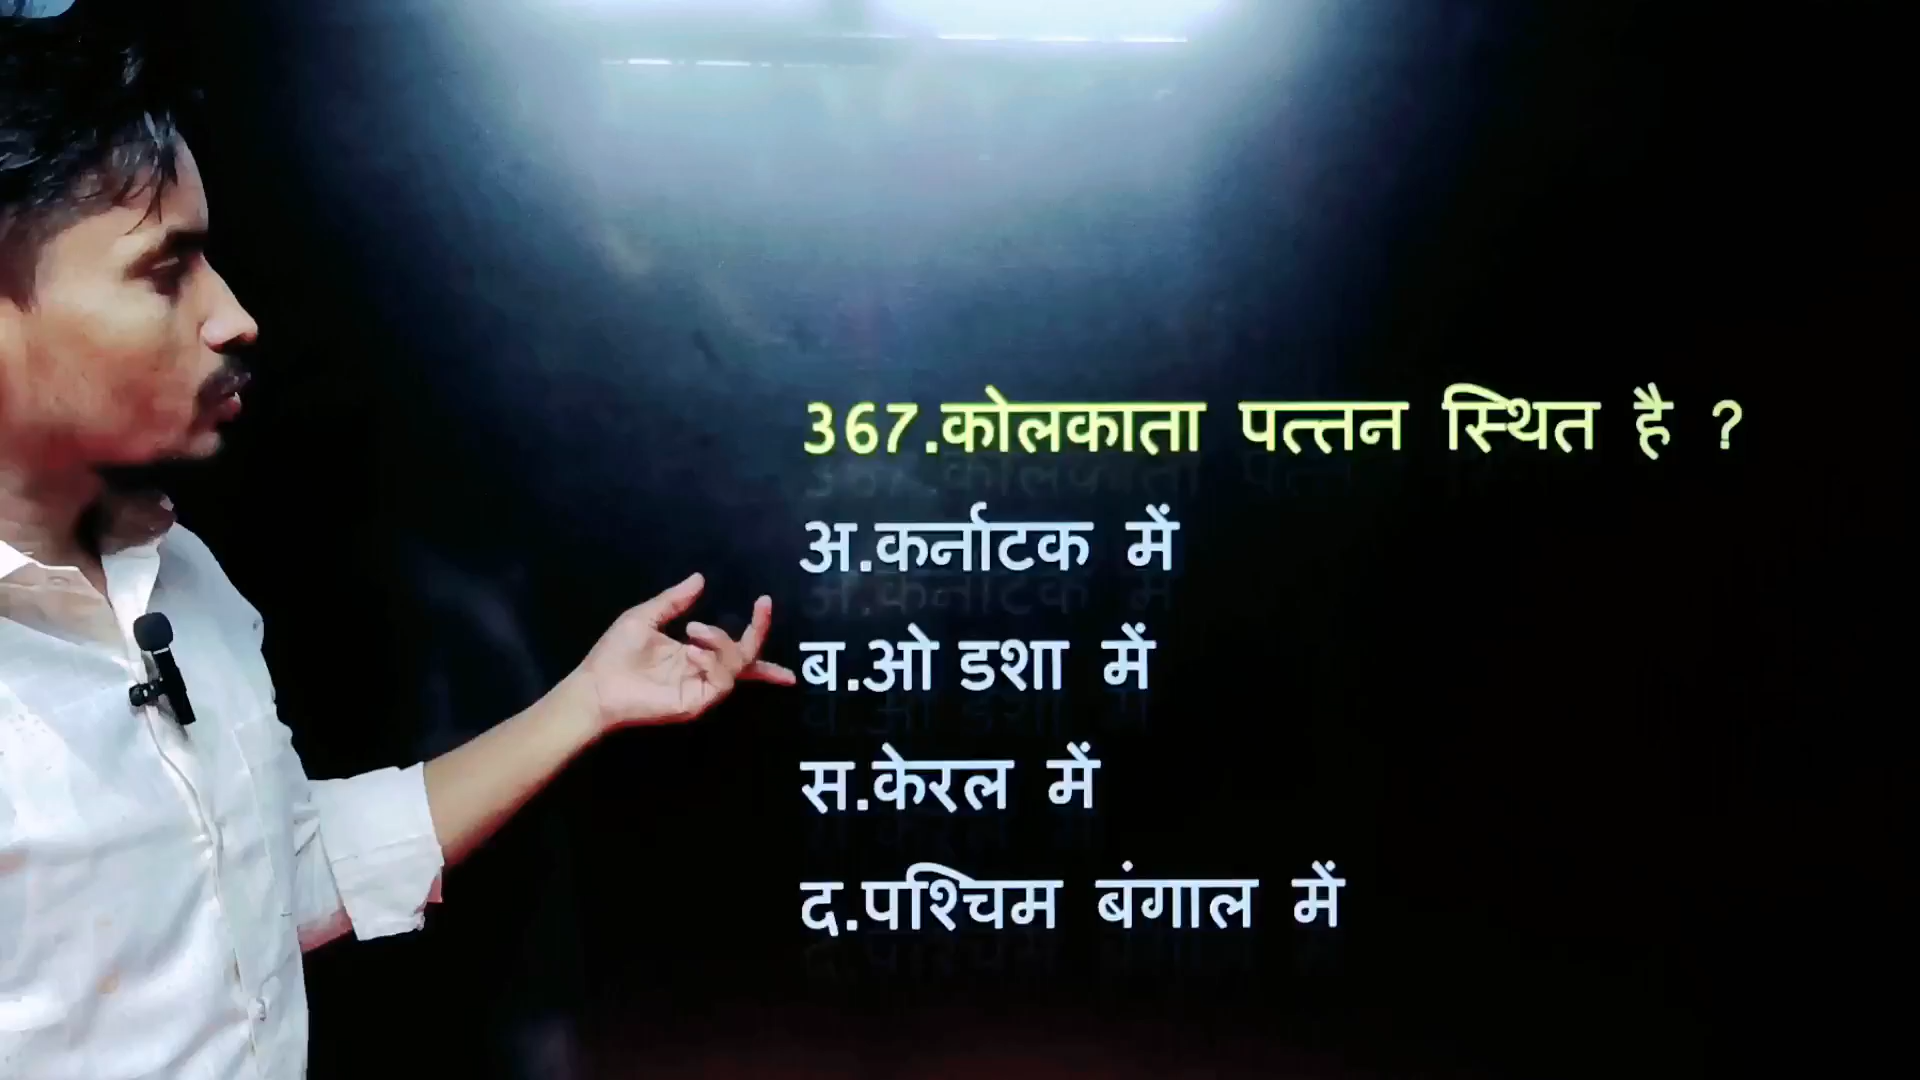 367.कोलकाता पत्तन स्थित है ?
अ.कर्नाटक में
ब.ओ डशा में
स.केरल में
द.पश्चिम बंगाल में